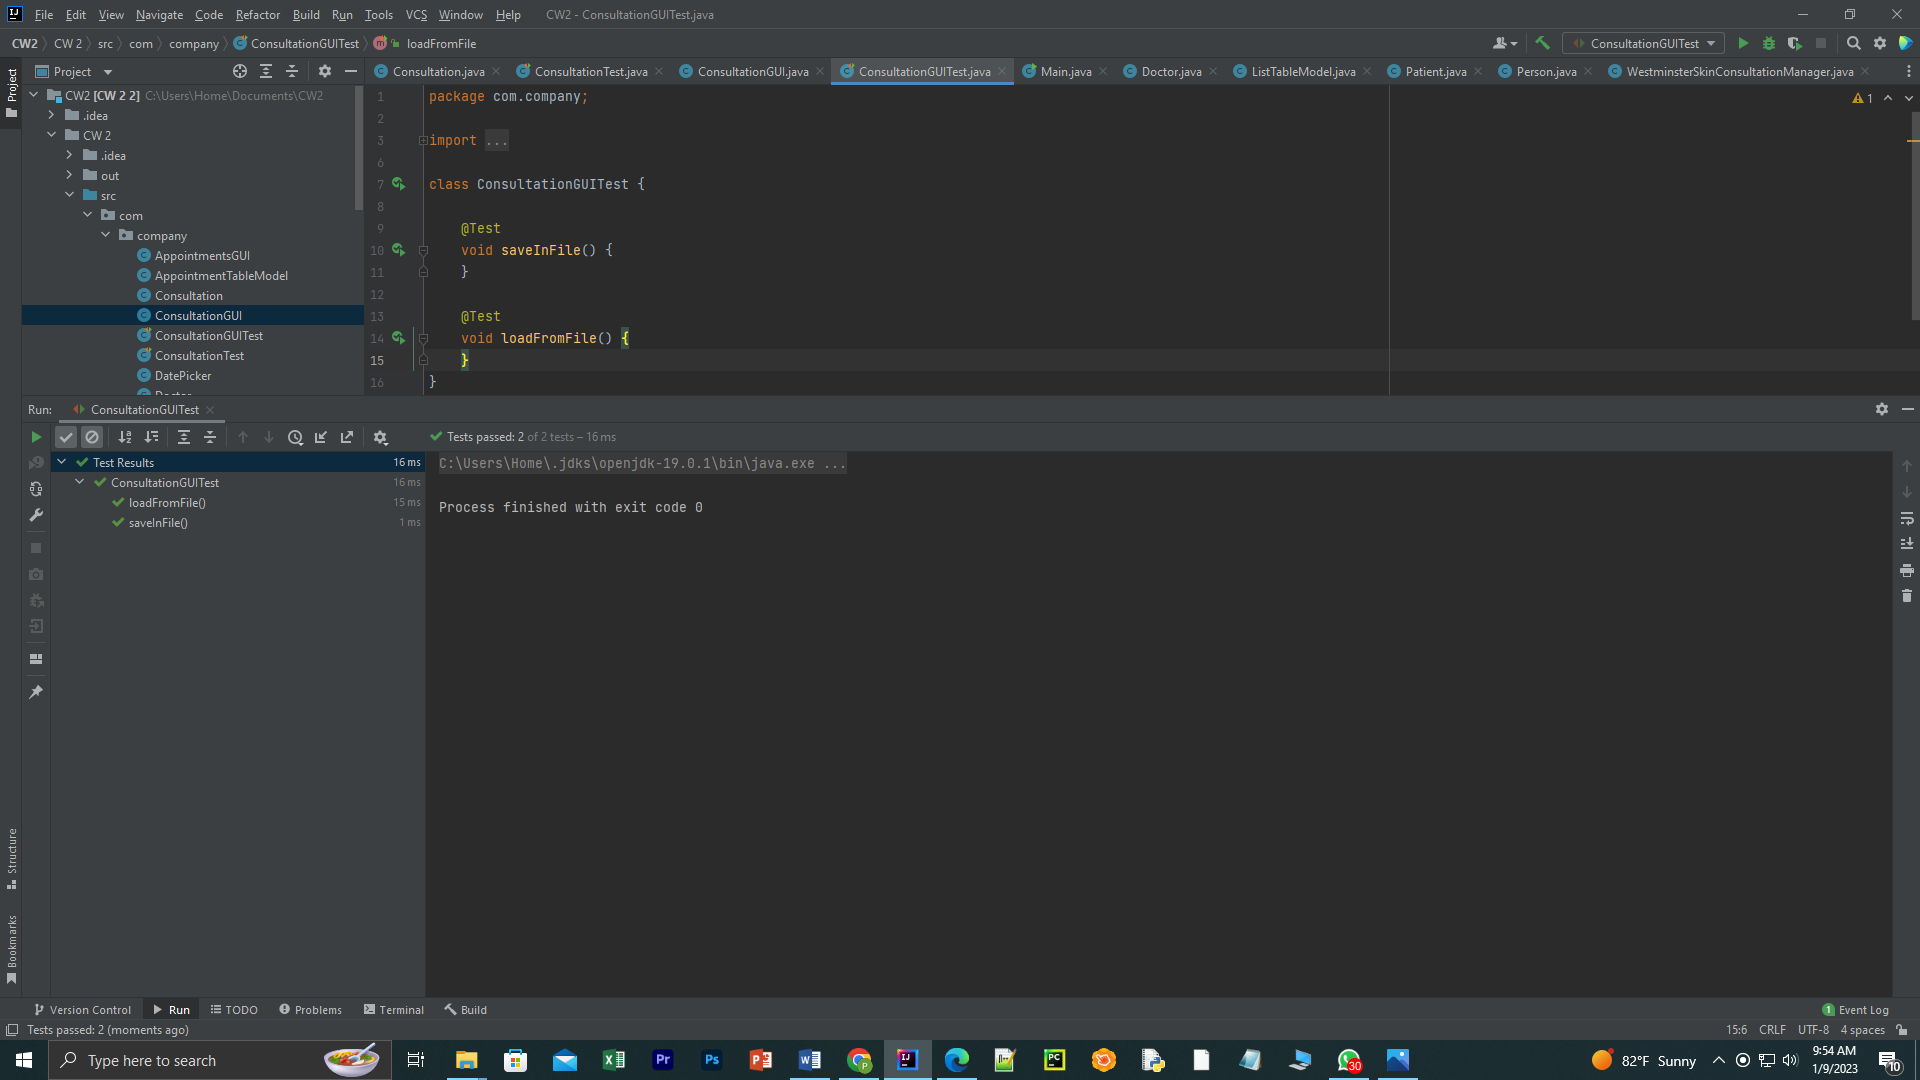 File Edit View Navigate Code Refactor Build Run Tools VCS Window Help CW2 - ConsultationGUITest.java
CW2 CW 2 src com company ConsultationGUITest loadFromFile
ConsultationGUITest
Project
Project
Consultation.java ConsultationTest.java ConsultationGUI.java ConsultationGUITest.java Main.java Doctor.java ListTableModel.java Patient.java Person.java WestminsterSkinConsultationManager.java
CW2 [CW 2 2] C:\Users\Home\Documents\CW2
.idea
CW 2
.idea
out
src
com
company
AppointmentsGUI
AppointmentTableModel
Consultation
ConsultationGUI
ConsultationGUITest
ConsultationTest
DatePicker
1 package com.company;
2
3 import ...
6
7 class ConsultationGUITest {
8
9 @Test
10 void saveInFile() {
11 }
12
13 @Test
14 void loadFromFile() {
15 }
16 }
1
Run: ConsultationGUITest
Tests passed: 2 of 2 tests – 16 ms
Test Results 16 ms
ConsultationGUITest 16 ms
loadFromFile() 15 ms
saveInFile() 1 ms
C:\Users\Home\.jdks\openjdk-19.0.1\bin\java.exe ...
Process finished with exit code 0
Structure
Bookmarks
Version Control Run TODO Problems Terminal Build
1 Event Log
Tests passed: 2 (moments ago)
15:6 CRLF UTF-8 4 spaces
Type here to search
82°F Sunny
9:54 AM
1/9/2023
30
10